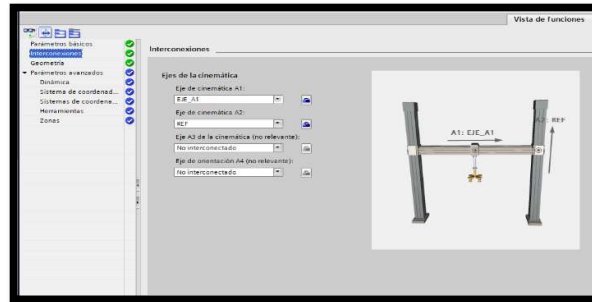 Vista de funciones
Parámetros básicos
Interconexiones
Geometría
Parámetros avanzados
Dinámica
Sistema de coordenad...
Sistemas de coordena...
Herramientas
Zonas
Interconexiones
Ejes de la cinemática
Eje de cinemática A1:
EJE_A1
Eje de cinemática A2:
REF
Eje A3 de la cinemática (no relevante):
No interconectado
Eje de orientación A4 (no relevante):
No interconectado
A1: EJE_A1
A2: REF